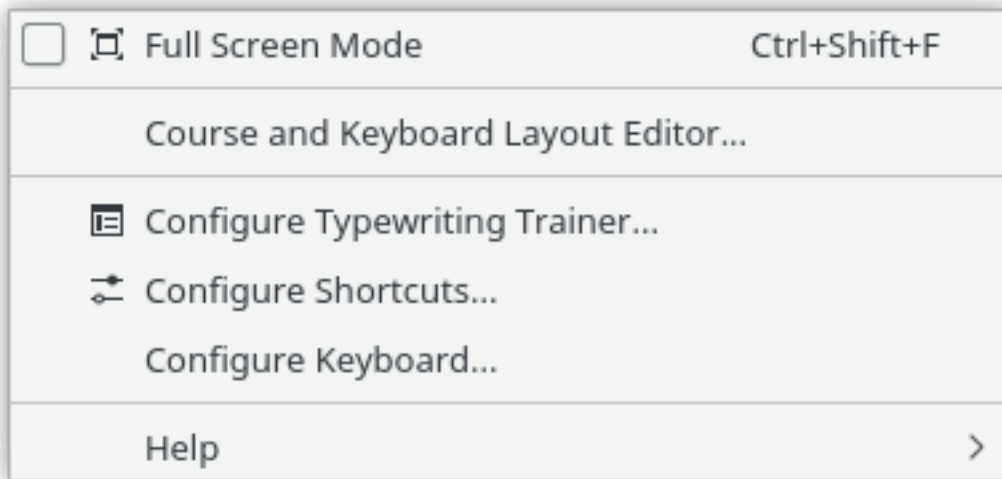 Full Screen Mode Ctrl+Shift+F
Course and Keyboard Layout Editor...
Configure Typewriting Trainer...
Configure Shortcuts...
Configure Keyboard...
Help